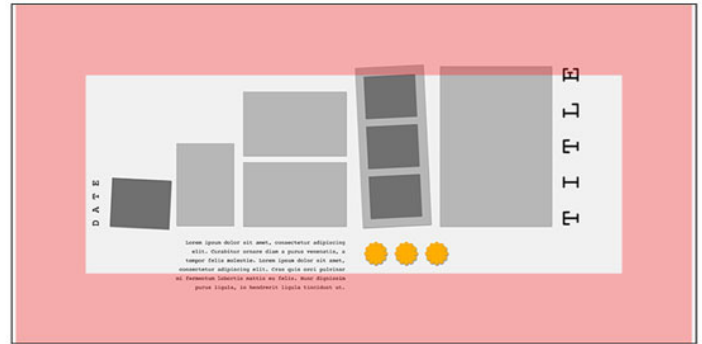 DATE
TITLE
Lorem ipsum dolor sit amet, consectetur adipiscing
elit. Curabitur ornare diam a purus venenatis, a
tempor felis molestie. Lorem ipsum dolor sit amet,
consectetur adipiscing elit. Cras quis orci pulvinar
mi fermentum lobortis mattis eu felis. Nunc dignissim
purus ligula, in hendrerit ligula tincidunt ut.